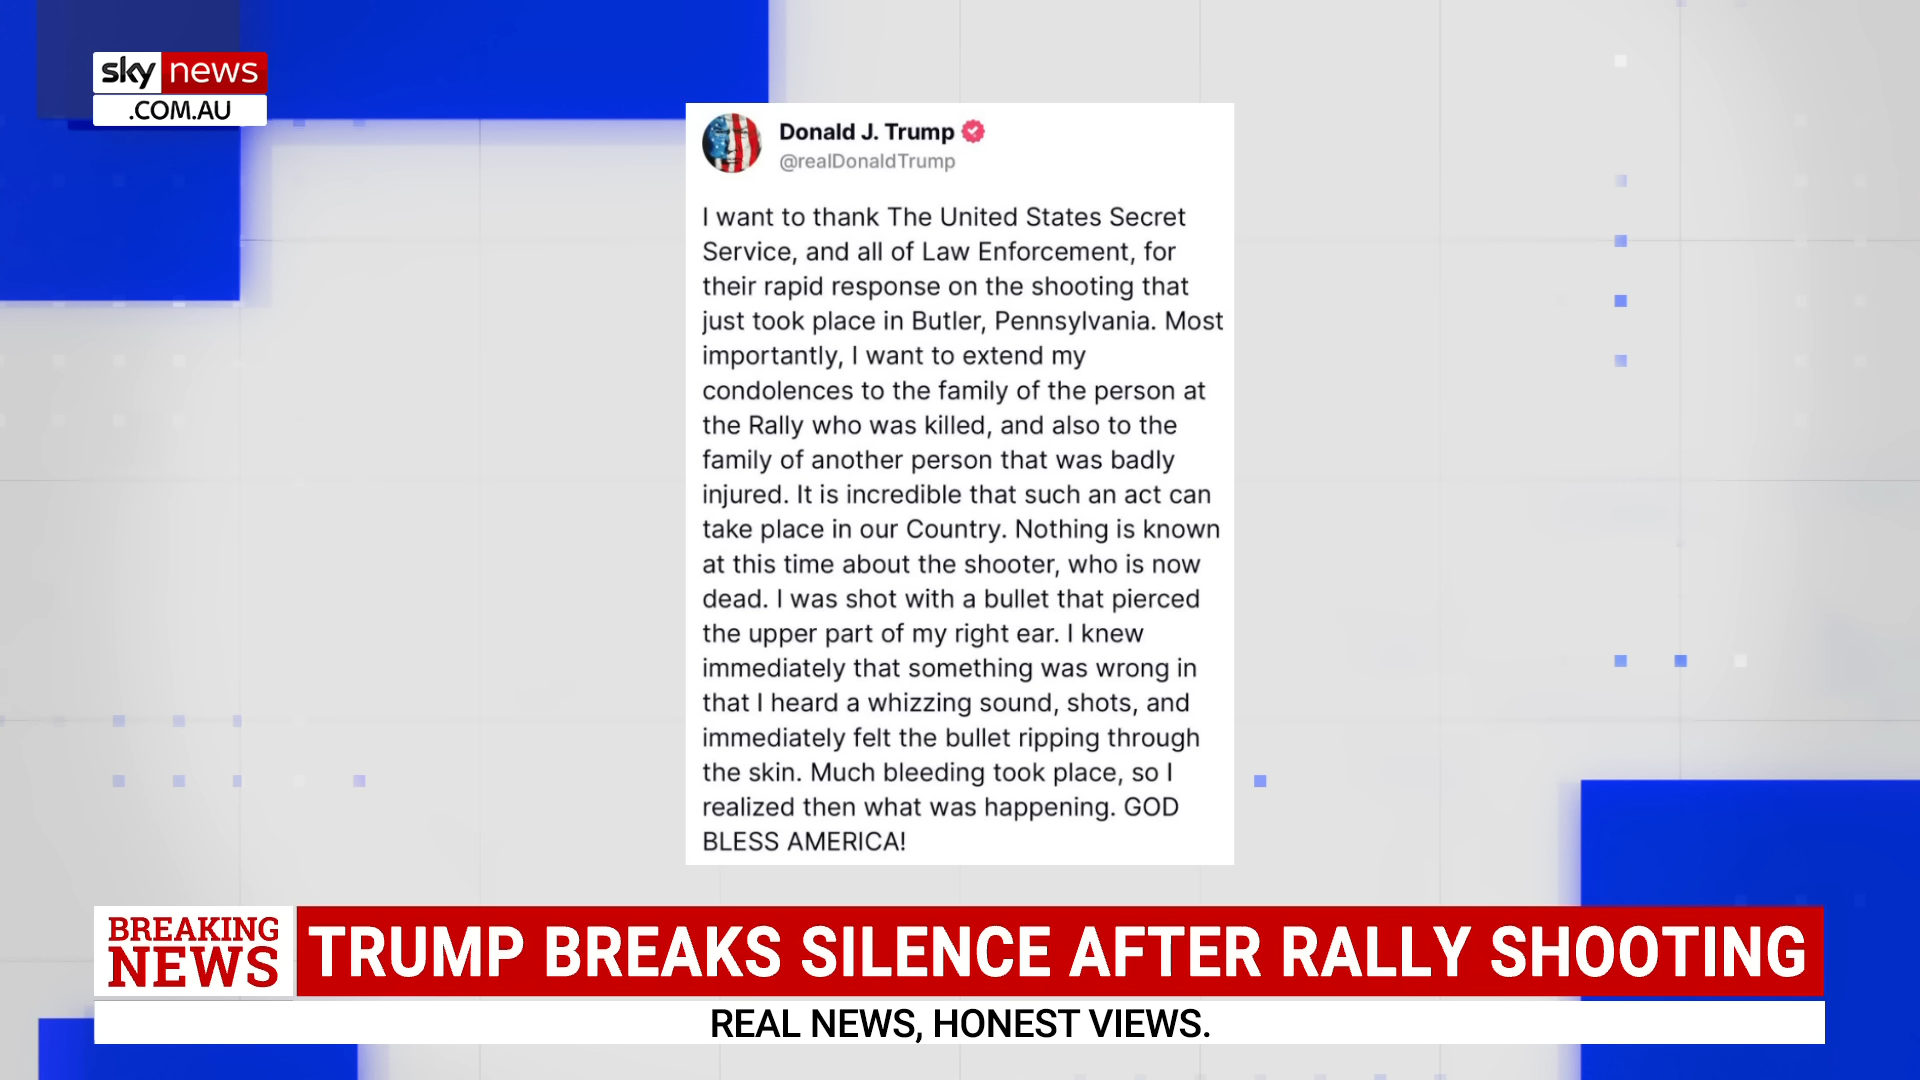 sky news
.COM.AU
Donald J. Trump
@realDonaldTrump
I want to thank The United States Secret
Service, and all of Law Enforcement, for
their rapid response on the shooting that
just took place in Butler, Pennsylvania. Most
importantly, I want to extend my
condolences to the family of the person at
the Rally who was killed, and also to the
family of another person that was badly
injured. It is incredible that such an act can
take place in our Country. Nothing is known
at this time about the shooter, who is now
dead. I was shot with a bullet that pierced
the upper part of my right ear. I knew
immediately that something was wrong in
that I heard a whizzing sound, shots, and
immediately felt the bullet ripping through
the skin. Much bleeding took place, so I
realized then what was happening. GOD
BLESS AMERICA!
BREAKING
NEWS
TRUMP BREAKS SILENCE AFTER RALLY SHOOTING
REAL NEWS, HONEST VIEWS.